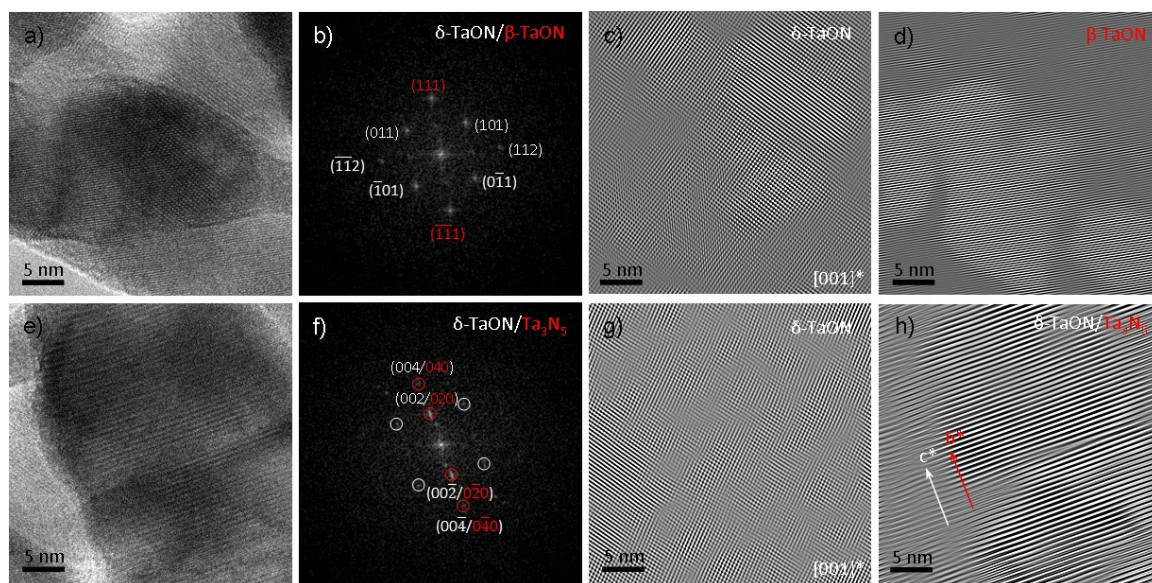 a)
5 nm
b) δ-TaON/β-TaON
(111)
(011)
(101)
(112)
(1̅1̅2)
(1̅01)
(01̅1)
(1̅1̅1)
c) δ-TaON
5 nm
[001]*
d) β-TaON
5 nm
e)
5 nm
f) δ-TaON/Ta₃N₅
(004/040)
(002/020)
(002̅/02̅0)
(004̅/04̅0)
g) δ-TaON
5 nm
[001]*
h) δ-TaON/Ta₃N₅
b*
c*
5 nm